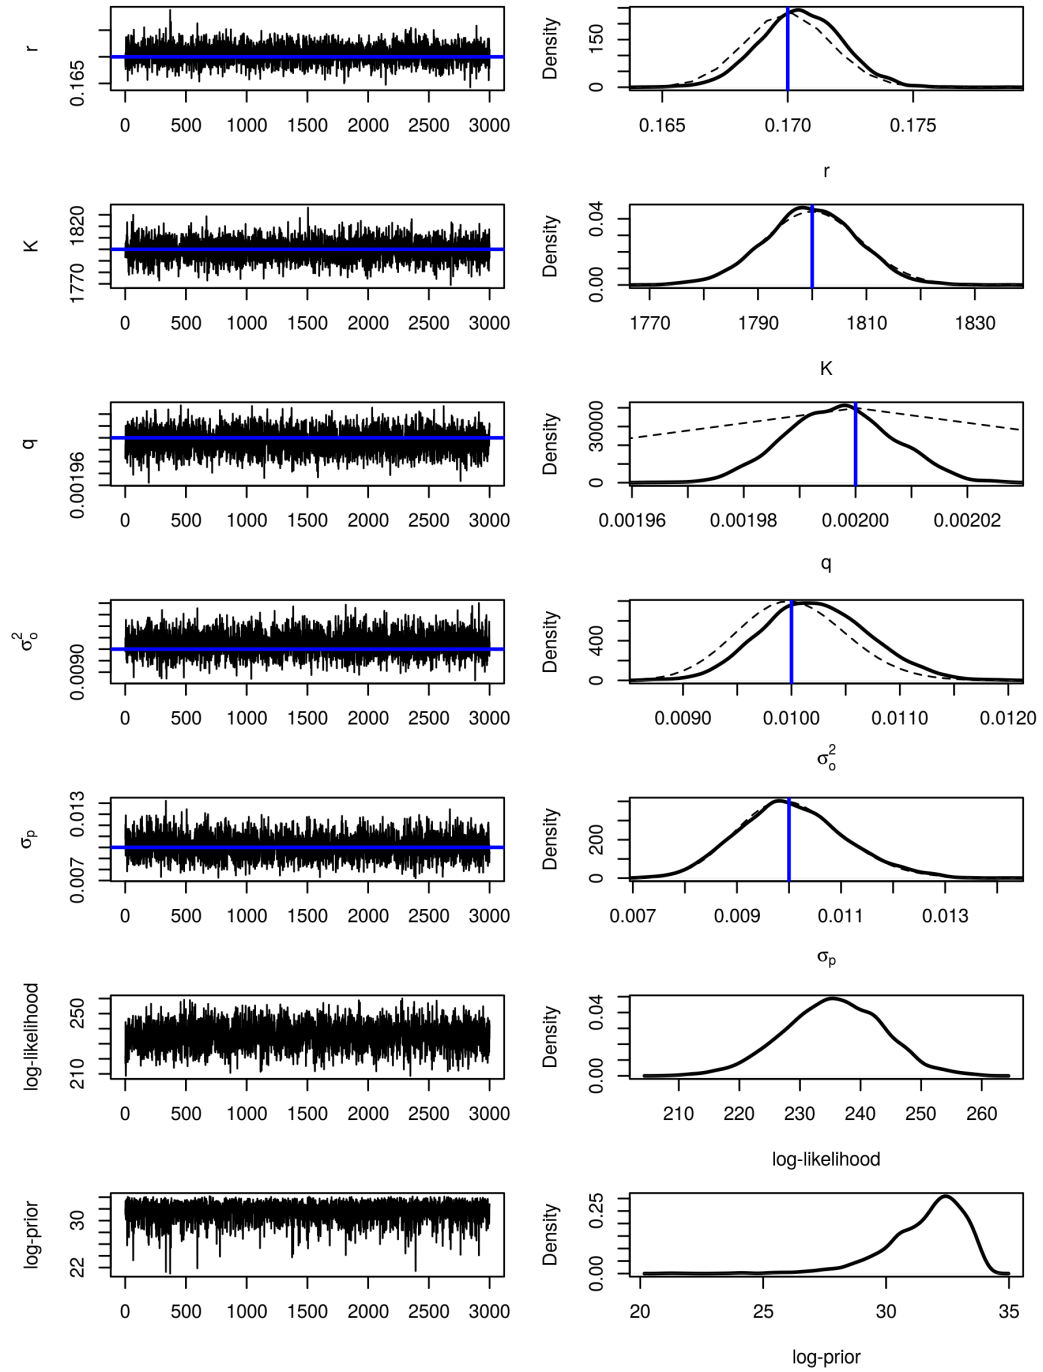 r
0.165
0 500 1000 1500 2000 2500 3000
Density
0 150
0.165 0.170 0.175
r
K
1770 1820
0 500 1000 1500 2000 2500 3000
Density
0.00 0.04
1770 1790 1810 1830
K
q
0.00196
0 500 1000 1500 2000 2500 3000
Density
0 30000
0.00196 0.00198 0.00200 0.00202
q
σ²ₒ
0.0090
0 500 1000 1500 2000 2500 3000
Density
0 400
0.0090 0.0100 0.0110 0.0120
σ²ₒ
σₚ
0.007 0.013
0 500 1000 1500 2000 2500 3000
Density
0 200
0.007 0.009 0.011 0.013
σₚ
log-likelihood
210 250
0 500 1000 1500 2000 2500 3000
Density
0.00 0.04
210 220 230 240 250 260
log-likelihood
log-prior
22 30
0 500 1000 1500 2000 2500 3000
Density
0.00 0.25
20 25 30 35
log-prior